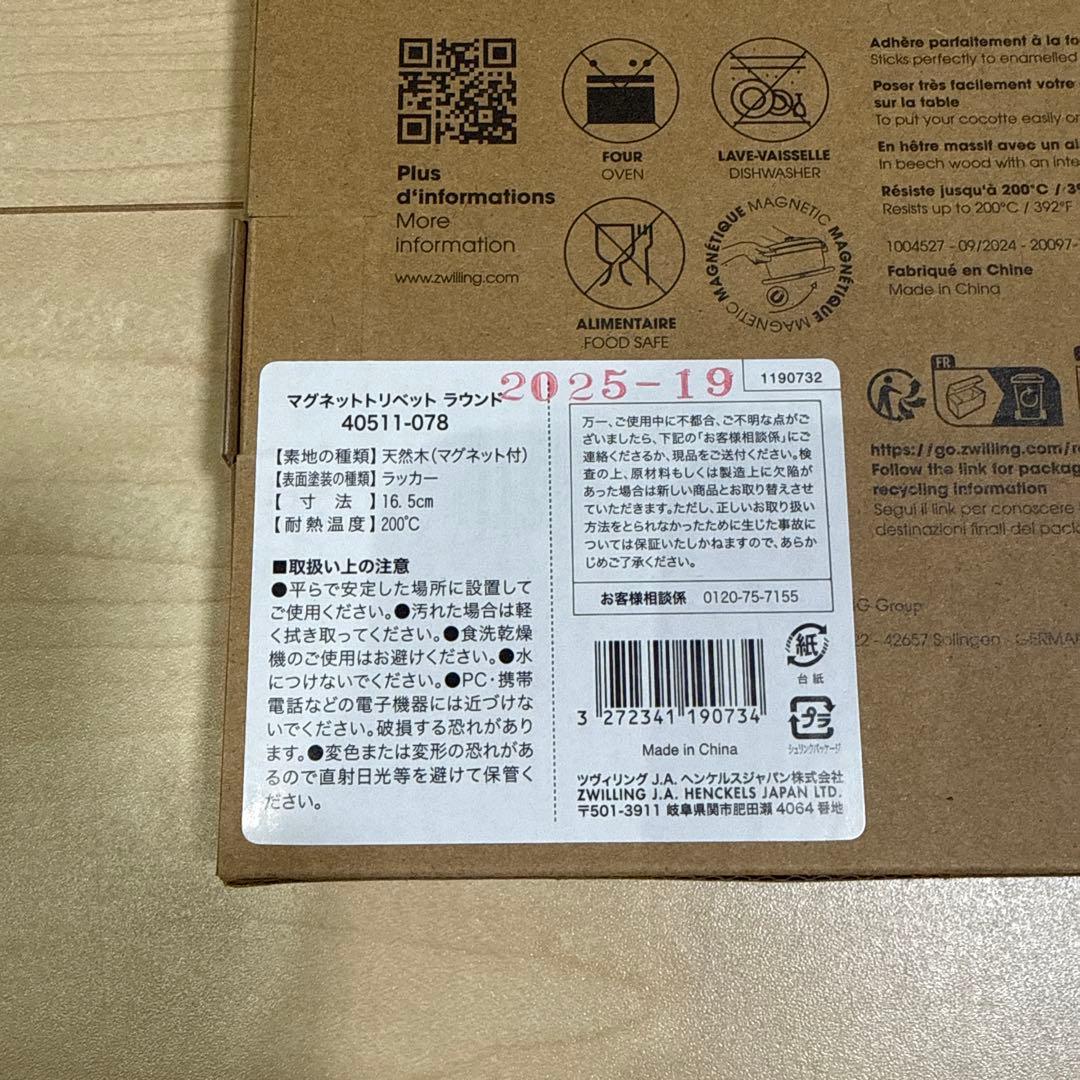 Plus
d'informations
More
information
www.zwilling.com
FOUR
OVEN
LAVE-VAISSELLE
DISHWASHER
ALIMENTAIRE
FOOD SAFE
MAGNÉTIQUE MAGNETIC MAGNÉTIQUE MAGNETIC
Adhère parfaitement à la
Sticks perfectly to enamelled
Poser très facilement votre
sur la table
To put your cocotte easily
En hêtre massif avec un
In beech wood with an
Résiste jusqu'à 200°C /
Resists up to 200°C / 392°F
1004527 - 09/2024 - 20097-
Fabriqué en Chine
Made in China
FR
https://go.zwilling.com/
Follow the link for
recycling information
Segui il link per conoscere
destinazioni finali del
Group
- 42657 Solingen -
2025-19
1190732
マグネットトリベット ラウンド
40511-078
【素地の種類】天然木(マグネット付)
【表面塗装の種類】ラッカー
【 寸 法 】16.5cm
【耐熱温度】200℃
■取扱い上の注意
●平らで安定した場所に設置して
ご使用ください。●汚れた場合は軽
く拭き取ってください。●食洗乾燥
機のご使用はお避けください。●水
につけないでください。●PC・携帯
電話などの電子機器には近づけな
いでください。破損する恐れがあり
ます。●変色または変形の恐れがあ
るので直射日光等を避けて保管く
ださい。
万一、ご使用中に不都合、ご不明な点がご
ざいましたら、下記の「お客様相談係」にご
連絡くださるか、現品をご送付ください。検
査の上、原材料もしくは製造上に欠陥が
あった場合は新しい商品とお取り替えさせ
ていただきます。ただし、正しいお取り扱い
方法をとられなかったために生じた事故に
ついては保証いたしかねますので、あらか
じめご了承ください。
お客様相談係 0120-75-7155
3 272341 190734
紙
台紙
プラ
シュリンクパッケージ
Made in China
ツヴィリング J.A. ヘンケルスジャパン株式会社
ZWILLING J.A. HENCKELS JAPAN LTD.
〒501-3911 岐阜県関市肥田瀬 4064 番地